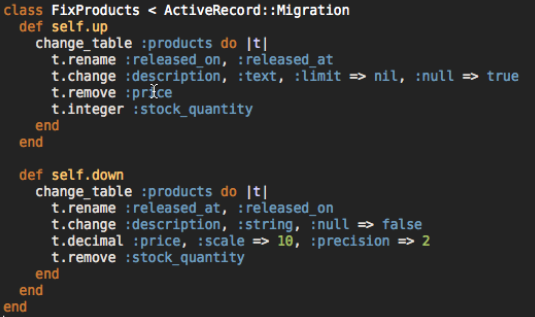 class FixProducts < ActiveRecord::Migration
  def self.up
    change_table :products do |t|
      t.rename :released_on, :released_at
      t.change :description, :text, :limit => nil, :null => true
      t.remove :price
      t.integer :stock_quantity
    end
  end

  def self.down
    change_table :products do |t|
      t.rename :released_at, :released_on
      t.change :description, :string, :null => false
      t.decimal :price, :scale => 10, :precision => 2
      t.remove :stock_quantity
    end
  end
end